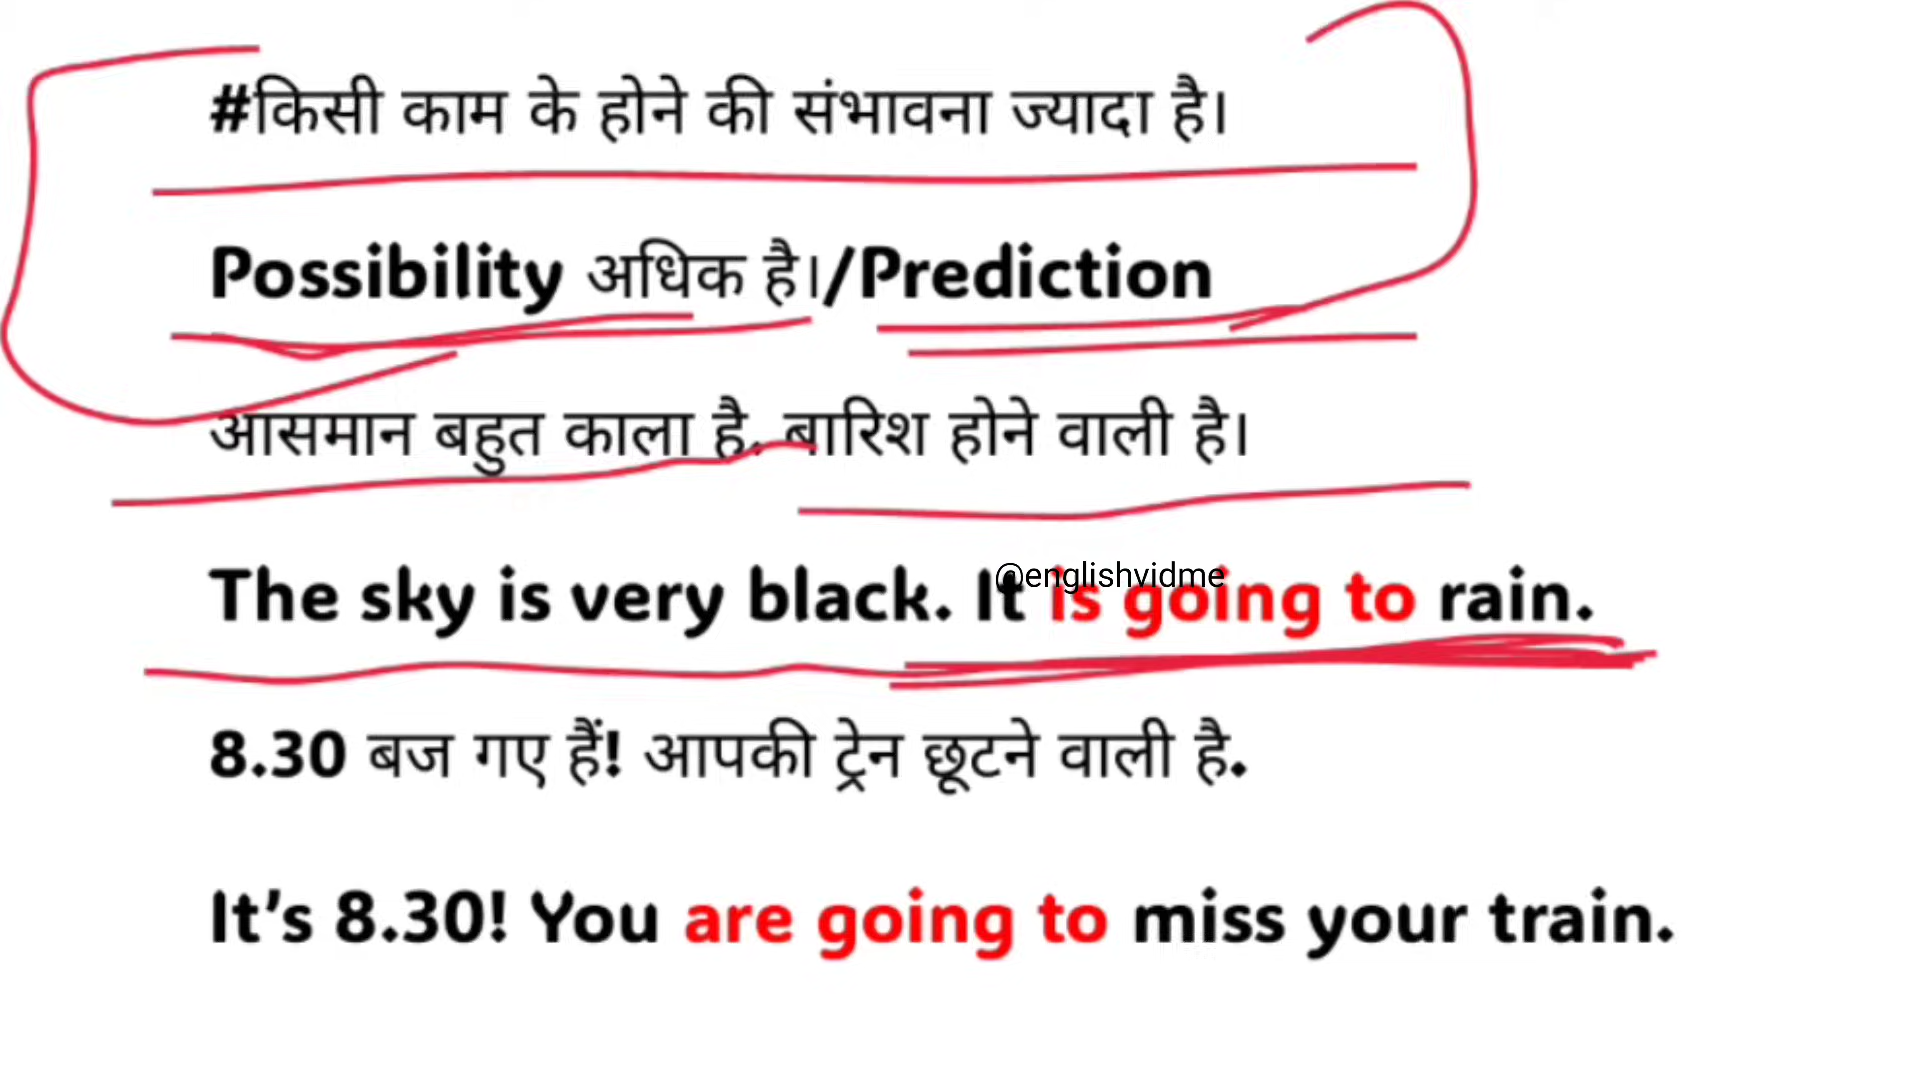 #किसी काम के होने की संभावना ज्यादा है।
Possibility अधिक है।/Prediction
आसमान बहुत काला है. बारिश होने वाली है।
@englishvidme
The sky is very black. It is going to rain.
8.30 बज गए हैं! आपकी ट्रेन छूटने वाली है.
It’s 8.30! You are going to miss your train.